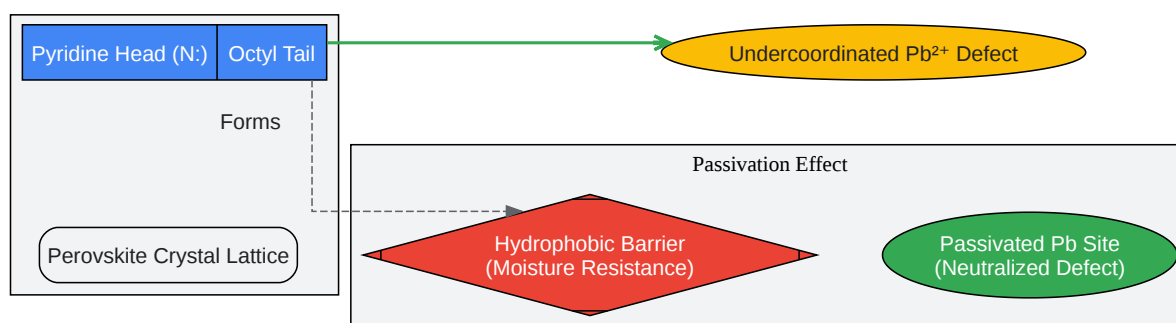 Pyridine Head (N:)
Octyl Tail
Undercoordinated Pb²⁺ Defect
Forms
Passivation Effect
Perovskite Crystal Lattice
Hydrophobic Barrier
(Moisture Resistance)
Passivated Pb Site
(Neutralized Defect)